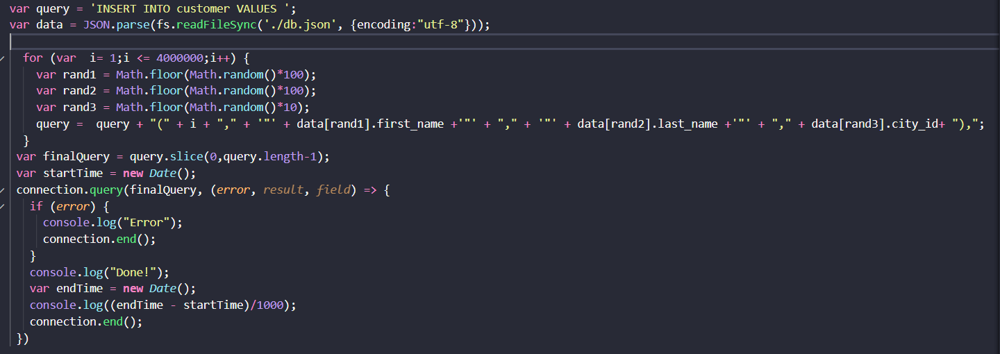 var query = 'INSERT INTO customer VALUES ';
var data = JSON.parse(fs.readFileSync('./db.json', {encoding:"utf-8"}));
for (var  i= 1;i <= 4000000;i++) {
var rand1 = Math.floor(Math.random()*100);
var rand2 = Math.floor(Math.random()*100);
var rand3 = Math.floor(Math.random()*10);
query =  query + "(" + i + "," + '"' + data[rand1].first_name +'"' + "," + '"' + data[rand2].last_name +'"' + "," + data[rand3].city_id+ "),";
}
var finalQuery = query.slice(0,query.length-1);
var startTime = new Date();
connection.query(finalQuery, (error, result, field) => {
if (error) {
console.log("Error");
connection.end();
}
console.log("Done!");
var endTime = new Date();
console.log((endTime - startTime)/1000);
connection.end();
})